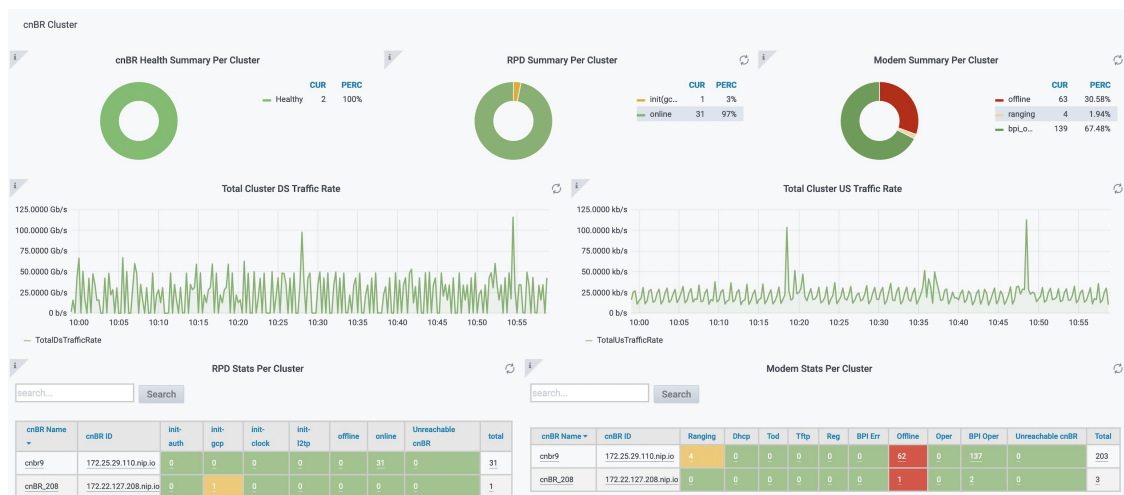 cnBR Cluster
cnBR Health Summary Per Cluster
CUR PERC
Healthy 2 100%
RPD Summary Per Cluster
CUR PERC
init(gc... 1 3%
online 31 97%
Modem Summary Per Cluster
CUR PERC
offline 63 30.58%
ranging 4 1.94%
bpi_o... 139 67.48%
Total Cluster DS Traffic Rate
125.0000 Gb/s
100.0000 Gb/s
75.0000 Gb/s
50.0000 Gb/s
25.0000 Gb/s
0 b/s
10:00 10:05 10:10 10:15 10:20 10:25 10:30 10:35 10:40 10:45 10:50 10:55
TotalDsTrafficRate
Total Cluster US Traffic Rate
125.0000 kb/s
100.0000 kb/s
75.0000 kb/s
50.0000 kb/s
25.0000 kb/s
0 b/s
10:00 10:05 10:10 10:15 10:20 10:25 10:30 10:35 10:40 10:45 10:50 10:55
TotalUsTrafficRate
RPD Stats Per Cluster
search... Search
cnBR Name cnBR ID init-auth init-gcp init-clock init-l2tp offline online Unreachable cnBR total
cnbr9 172.25.29.110.nip.io 0 0 0 0 0 31 0 31
cnBR_208 172.22.127.208.nip.io 0 1 0 0 0 0 0 1
Modem Stats Per Cluster
search... Search
cnBR Name cnBR ID Ranging Dhcp Tod Tftp Reg BPI Err Offline Oper BPI Oper Unreachable cnBR Total
cnbr9 172.25.29.110.nip.io 4 0 0 0 0 0 62 0 137 0 203
cnBR_208 172.22.127.208.nip.io 0 0 0 0 0 0 1 0 2 0 3